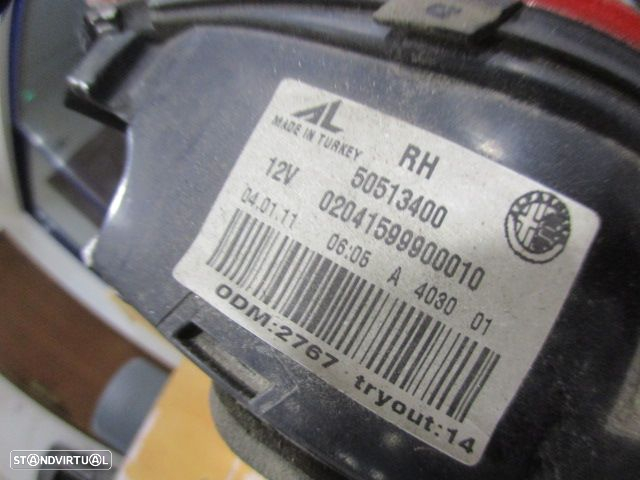 AL
MADE IN TURKEY
RH
50513400
12V
02041599900010
04.01.11 06:05 A 4030 01
ODM:2767 tryout:14
STANDVIRTUAL